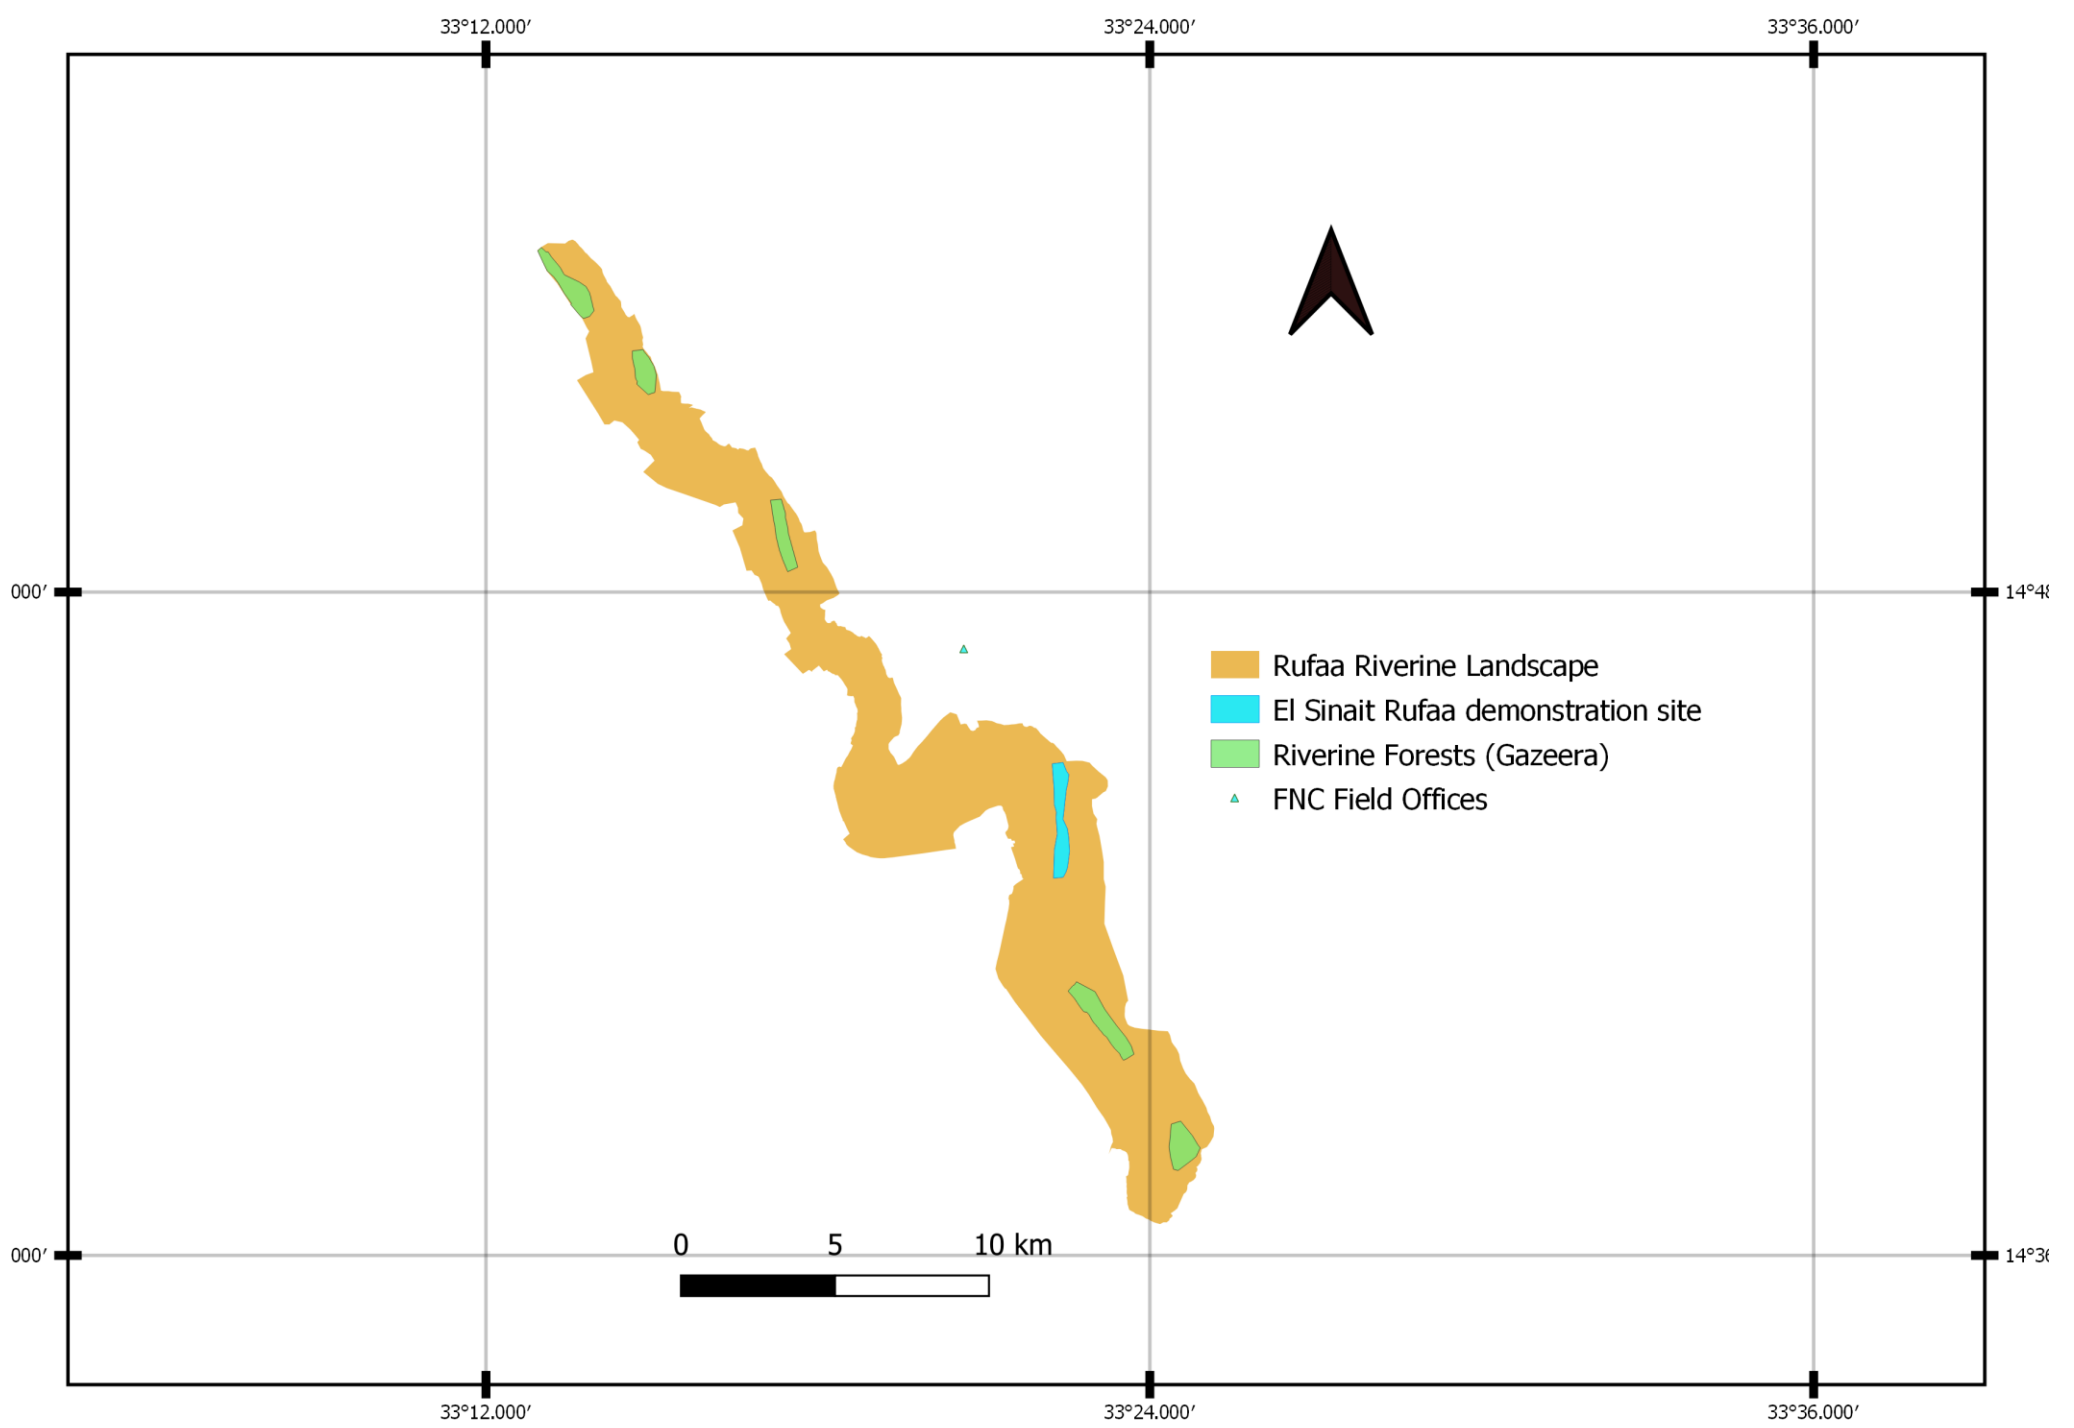 33°12.000′ 33°24.000′ 33°36.000′
000′ 14°48
Rufaa Riverine Landscape
El Sinait Rufaa demonstration site
Riverine Forests (Gazeera)
FNC Field Offices
0 5 10 km
000′ 14°36
33°12.000′ 33°24.000′ 33°36.000′